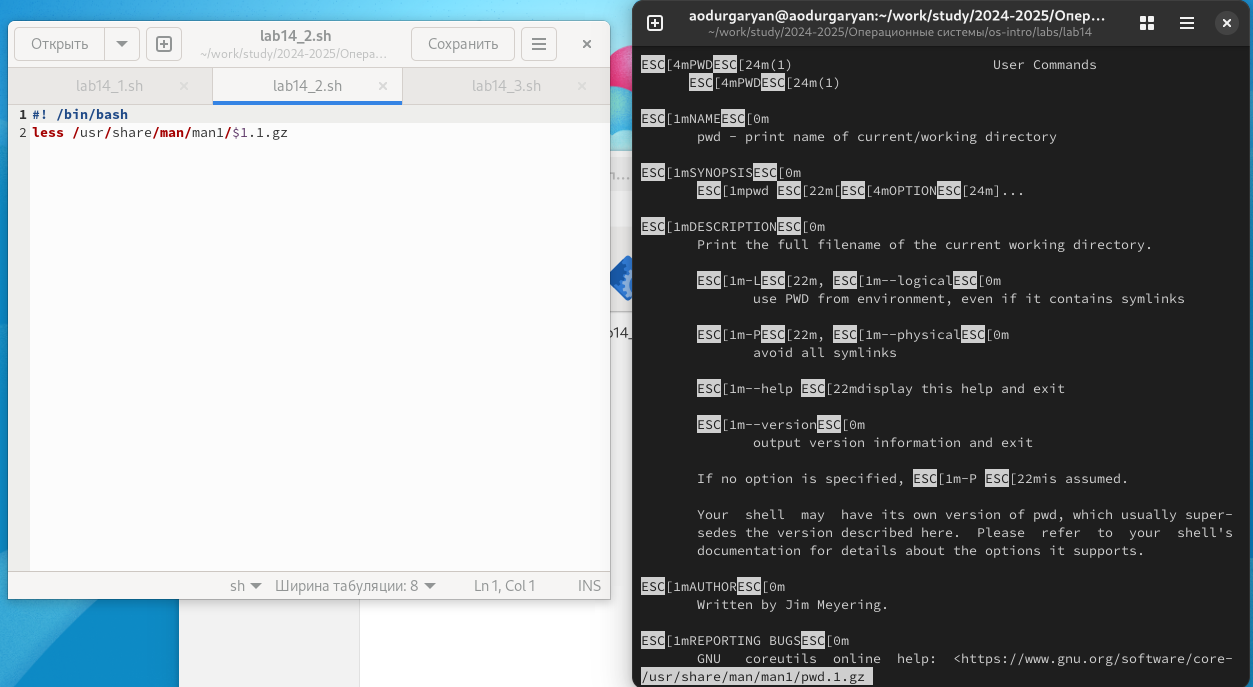 Открыть
lab14_2.sh
~/work/study/2024-2025/Опера…
Сохранить
lab14_1.sh
lab14_2.sh
lab14_3.sh
1 #! /bin/bash
2 less /usr/share/man/man1/$1.1.gz
sh
Ширина табуляции: 8
Ln 1, Col 1
INS
aodurgaryan@aodurgaryan:~/work/study/2024-2025/Опер…
~/work/study/2024-2025/Операционные системы/os-intro/labs/lab14
ESC[4mPWDESC[24m(1) User Commands
ESC[4mPWDESC[24m(1)
ESC[1mNAMEESC[0m
pwd - print name of current/working directory
ESC[1mSYNOPSISESC[0m
ESC[1mpwd ESC[22m[ESC[4mOPTIONESC[24m]...
ESC[1mDESCRIPTIONESC[0m
Print the full filename of the current working directory.
ESC[1m-LESC[22m, ESC[1m--logicalESC[0m
use PWD from environment, even if it contains symlinks
ESC[1m-PESC[22m, ESC[1m--physicalESC[0m
avoid all symlinks
ESC[1m--help ESC[22mdisplay this help and exit
ESC[1m--versionESC[0m
output version information and exit
If no option is specified, ESC[1m-P ESC[22mis assumed.
Your shell may have its own version of pwd, which usually super-
sedes the version described here. Please refer to your shell's
documentation for details about the options it supports.
ESC[1mAUTHORESC[0m
Written by Jim Meyering.
ESC[1mREPORTING BUGSESC[0m
GNU coreutils online help: <https://www.gnu.org/software/core-
/usr/share/man/man1/pwd.1.gz